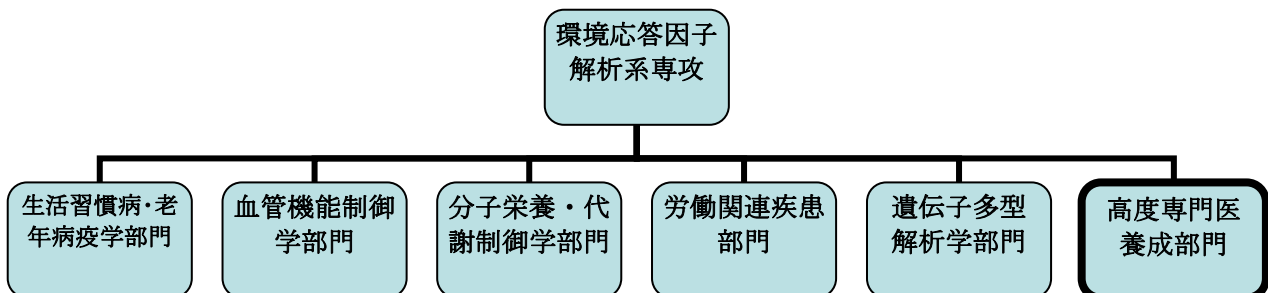 環境応答因子
解析系専攻
生活習慣病・老
年病疫学部門
血管機能制御
学部門
分子栄養・代
謝制御学部門
労働関連疾患
部門
遺伝子多型
解析学部門
高度専門医
養成部門